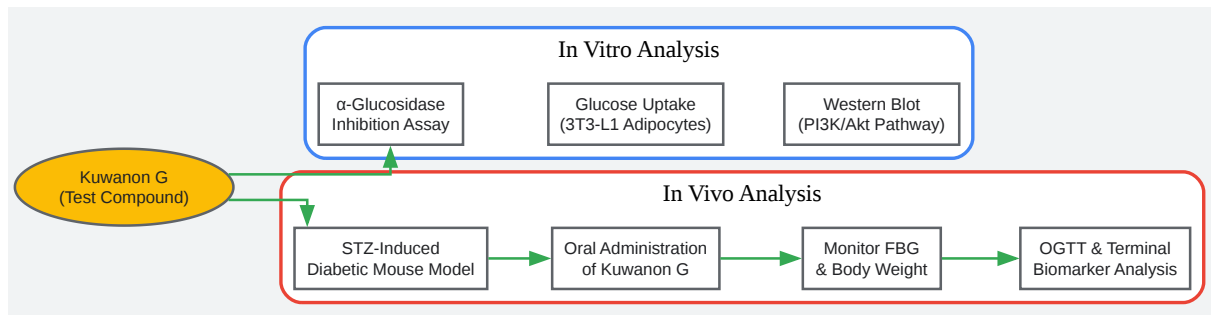 In Vitro Analysis
α-Glucosidase
Inhibition Assay
Glucose Uptake
(3T3-L1 Adipocytes)
Western Blot
(PI3K/Akt Pathway)
Kuwanon G
(Test Compound)
In Vivo Analysis
STZ-Induced
Diabetic Mouse Model
Oral Administration
of Kuwanon G
Monitor FBG
& Body Weight
OGTT & Terminal
Biomarker Analysis